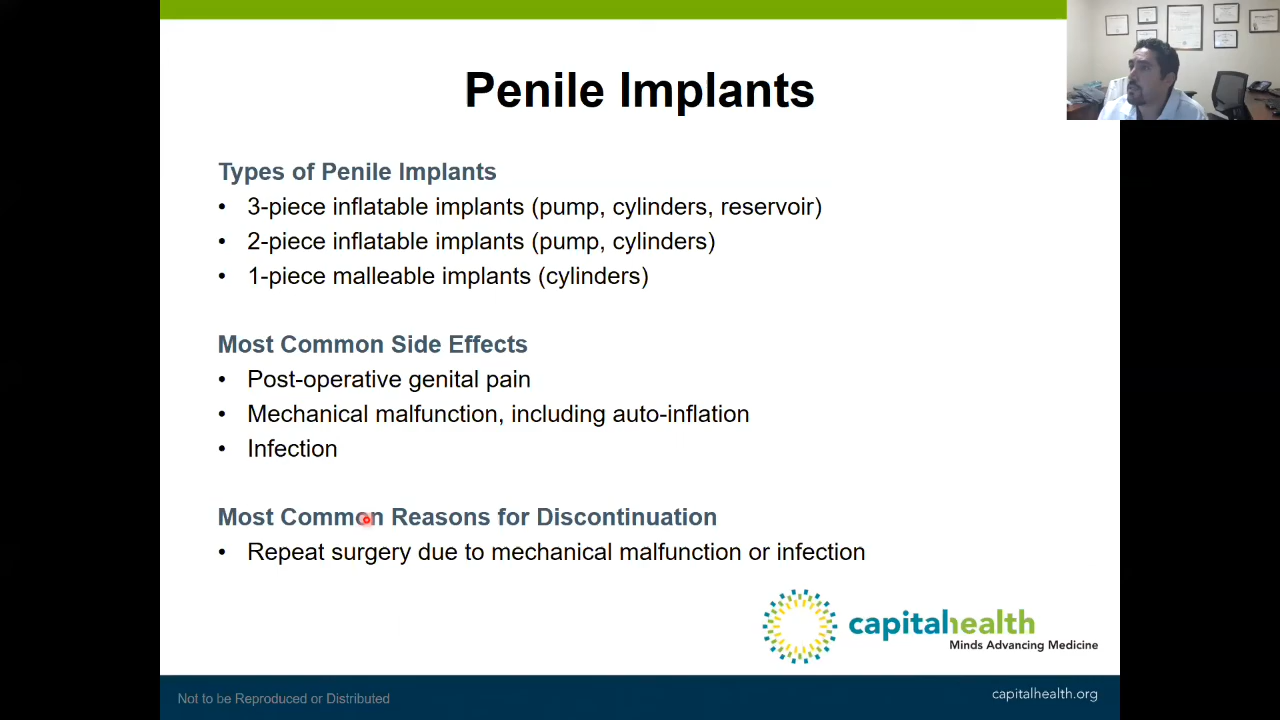 Penile Implants
Types of Penile Implants
• 3-piece inflatable implants (pump, cylinders, reservoir)
• 2-piece inflatable implants (pump, cylinders)
• 1-piece malleable implants (cylinders)
Most Common Side Effects
• Post-operative genital pain
• Mechanical malfunction, including auto-inflation
• Infection
Most Common Reasons for Discontinuation
• Repeat surgery due to mechanical malfunction or infection
capitalhealth
Minds Advancing Medicine
Not to be Reproduced or Distributed
capitalhealth.org